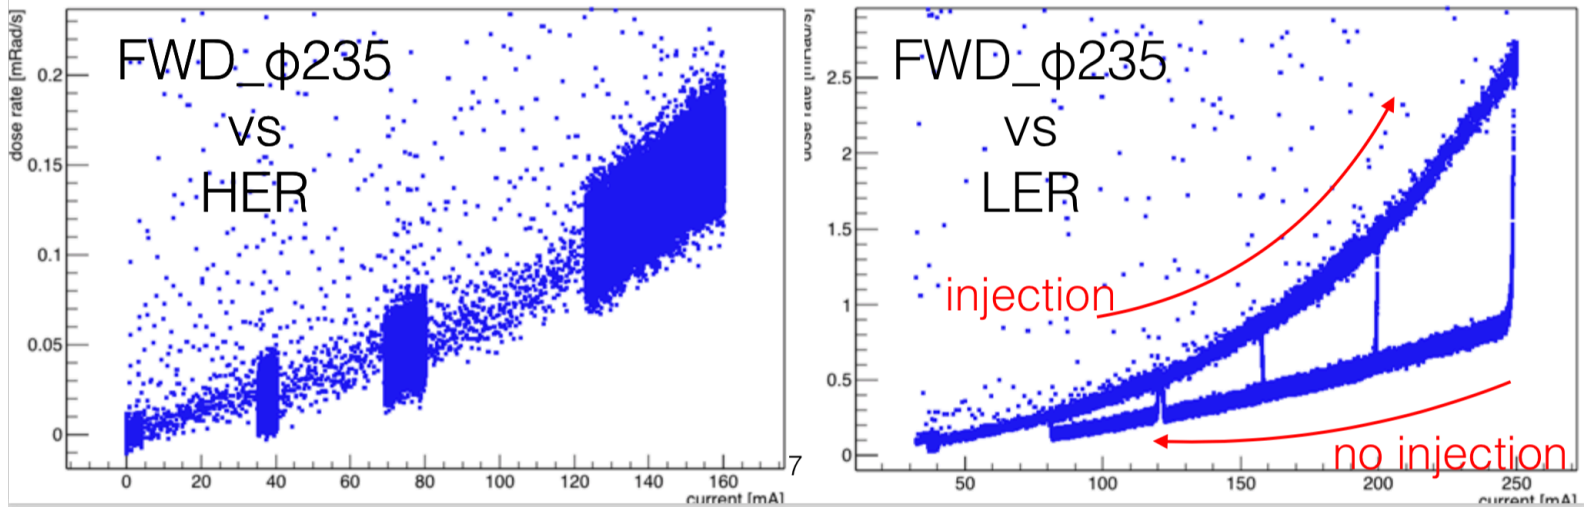 dose rate [mRad/s]
0.2
0.15
0.1
0.05
0
FWD_ϕ235
vs
HER
0 20 40 60 80 100 120 140 160
current [mA]
7
2.5
2
1.5
1
0.5
0
FWD_ϕ235
vs
LER
injection
no injection
50 100 150 200 250
current [mA]